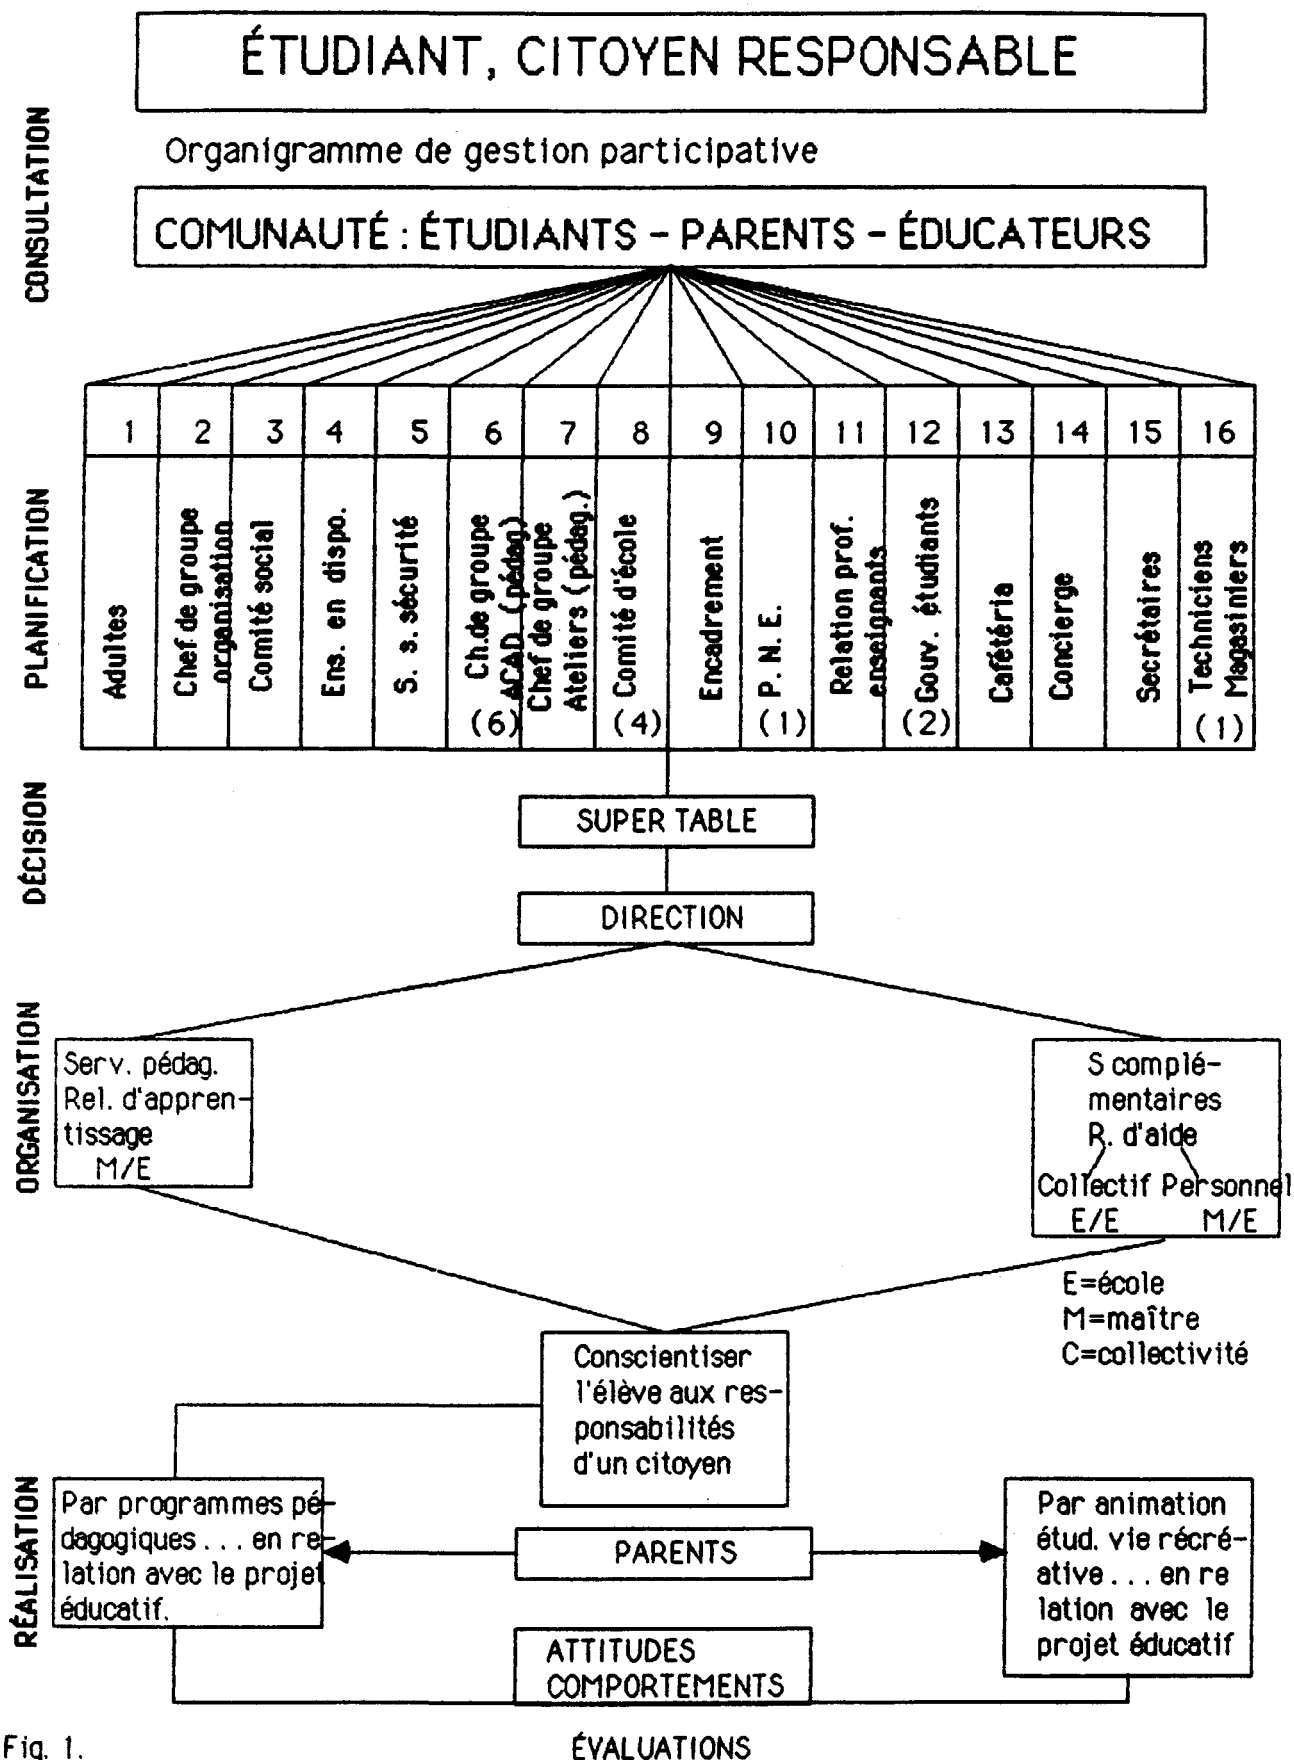 ÉTUDIANT, CITOYEN RESPONSABLE
CONSULTATION
Organigramme de gestion participative
COMUNAUTÉ : ÉTUDIANTS - PARENTS - ÉDUCATEURS
1 2 3 4 5 6 7 8 9 10 11 12 13 14 15 16
PLANIFICATION
Adultes
Chef de groupe
organisation
Comité social
Ens. en dispo.
S. s. sécurité
Ch.de groupe
ACAD (pédag)
(6)
Chef de groupe
Ateliers (pédag.)
Comité d'école
(4)
Encadrement
P. N. E.
(1)
Relation prof.
enseignants
Gouv. étudiants
(2)
Cafétéria
Concierge
Secrétaires
Techniciens
Magasiniers
(1)
DÉCISION
SUPER TABLE
DIRECTION
ORGANISATION
Serv. pédag.
Rel. d'appren-
tissage
M/E
S complé-
mentaires
R. d'aide
Collectif Personnel
E/E M/E
E=école
M=maître
C=collectivité
Conscientiser
l'élève aux res-
ponsabilités
d'un citoyen
RÉALISATION
Par programmes pé-
dagogiques ... en re-
lation avec le projet
éducatif.
PARENTS
Par animation
étud. vie récré-
ative ... en re
lation avec le
projet éducatif
ATTITUDES
COMPORTEMENTS
Fig. 1.
ÉVALUATIONS